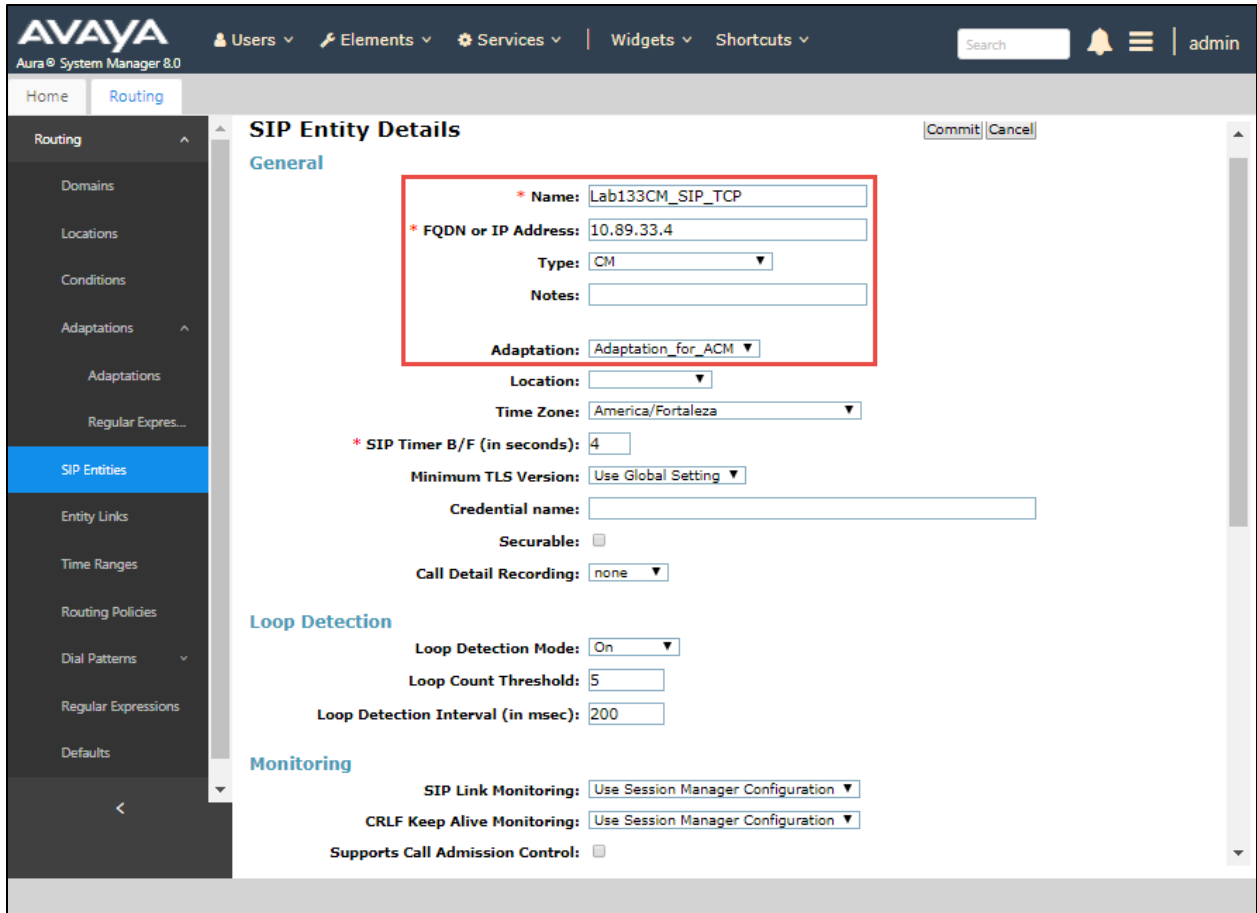 AVAYA
Aura® System Manager 8.0
Users Elements Services | Widgets Shortcuts Search admin
Home Routing
Routing
Domains
Locations
Conditions
Adaptations
Adaptations
Regular Expres...
SIP Entities
Entity Links
Time Ranges
Routing Policies
Dial Patterns
Regular Expressions
Defaults
<
SIP Entity Details Commit Cancel
General
* Name: Lab133CM_SIP_TCP
* FQDN or IP Address: 10.89.33.4
Type: CM
Notes:
Adaptation: Adaptation_for_ACM
Location:
Time Zone: America/Fortaleza
* SIP Timer B/F (in seconds): 4
Minimum TLS Version: Use Global Setting
Credential name:
Securable:
Call Detail Recording: none
Loop Detection
Loop Detection Mode: On
Loop Count Threshold: 5
Loop Detection Interval (in msec): 200
Monitoring
SIP Link Monitoring: Use Session Manager Configuration
CRLF Keep Alive Monitoring: Use Session Manager Configuration
Supports Call Admission Control: